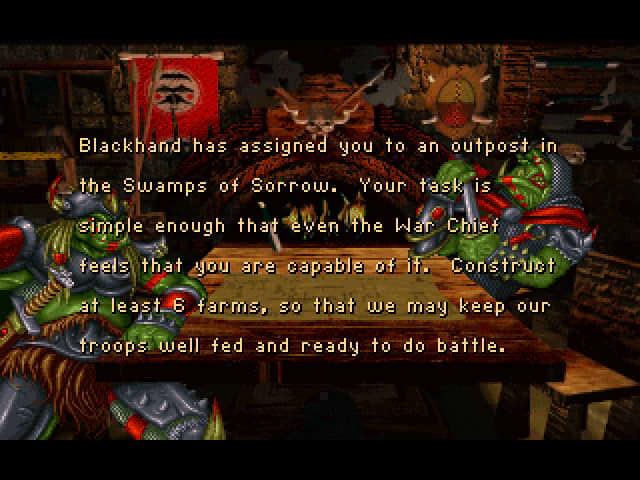 Blackhand has assigned you to an outpost in
the Swamps of Sorrow. Your task is
simple enough that even the War Chief
feels that you are capable of it. Construct
at least 6 farms, so that we may keep our
troops well fed and ready to do battle.